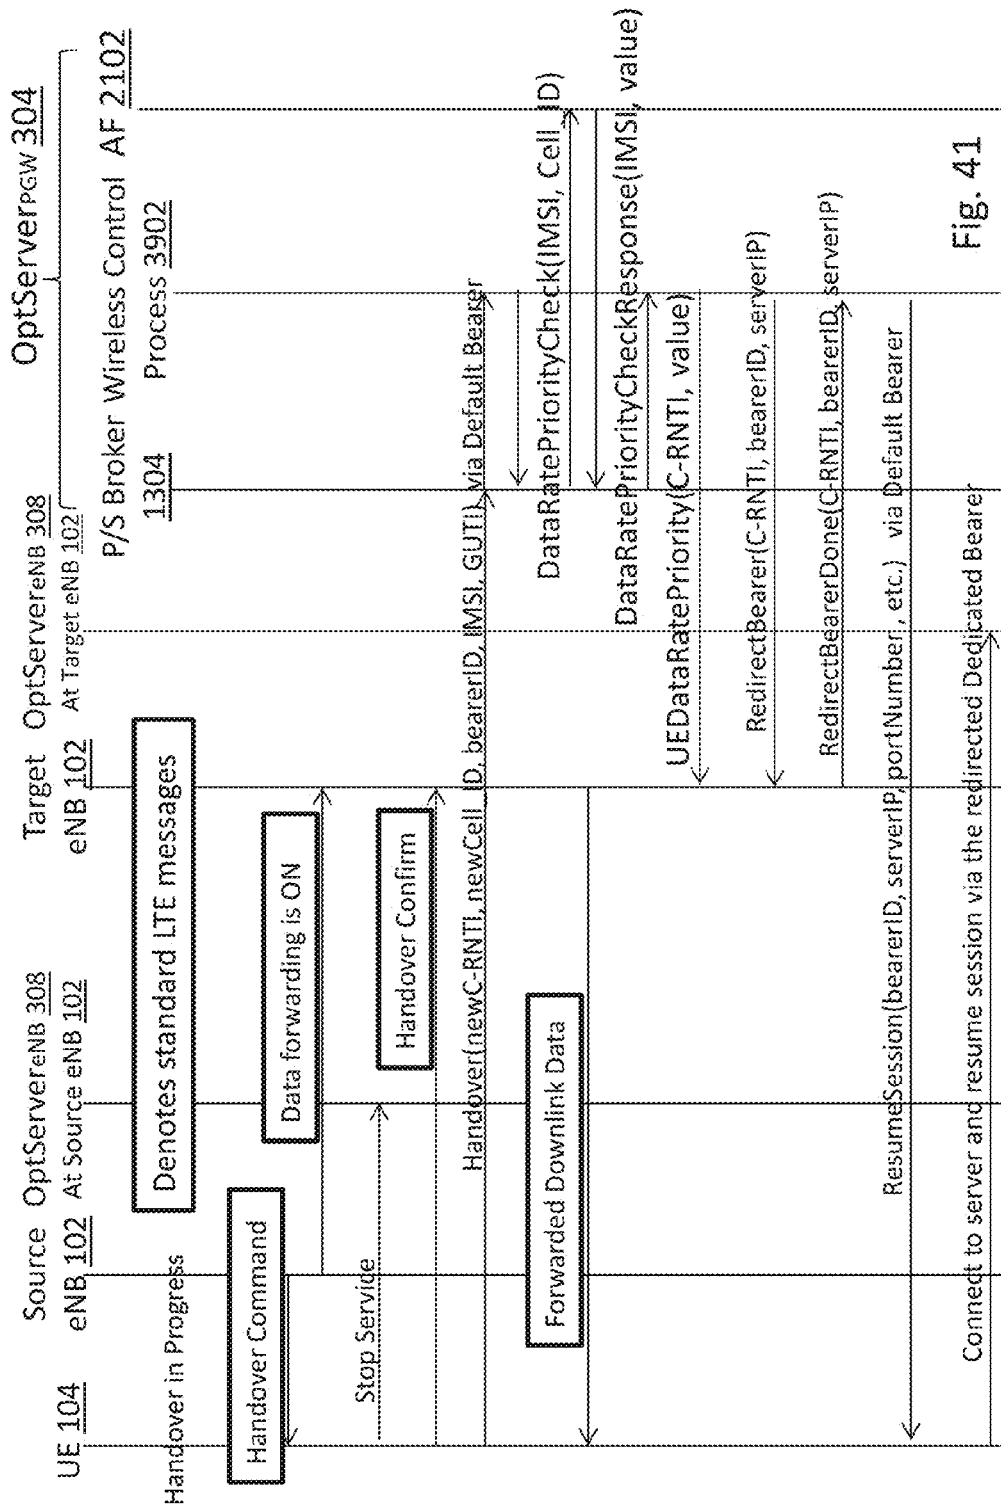 OptServerPGW 304
UE 104
Source
eNB 102
OptServereNB 308
At Source eNB 102
Target
eNB 102
OptServereNB 308
At Target eNB 102
P/S Broker Wireless Control AF 2102
1304
Process 3902
Handover in Progress
Denotes standard LTE messages
Handover Command
Data forwarding is ON
Stop Service
Handover Confirm
Handover(newC-RNTI, newCell_ID, bearerID, IMSI, GUTI) via Default Bearer
DataRatePriorityCheck(IMSI, Cell_ID)
Forwarded Downlink Data
DataRatePriorityCheckResponse(IMSI, value)
UEDataRatePriority(C-RNTI, value)
RedirectBearer(C-RNTI, bearerID, serverIP)
RedirectBearerDone(C-RNTI, bearerID, serverIP)
ResumeSession(bearerID, serverIP, portNumber, etc.) via Default Bearer
Connect to server and resume session via the redirected Dedicated Bearer
Fig. 41